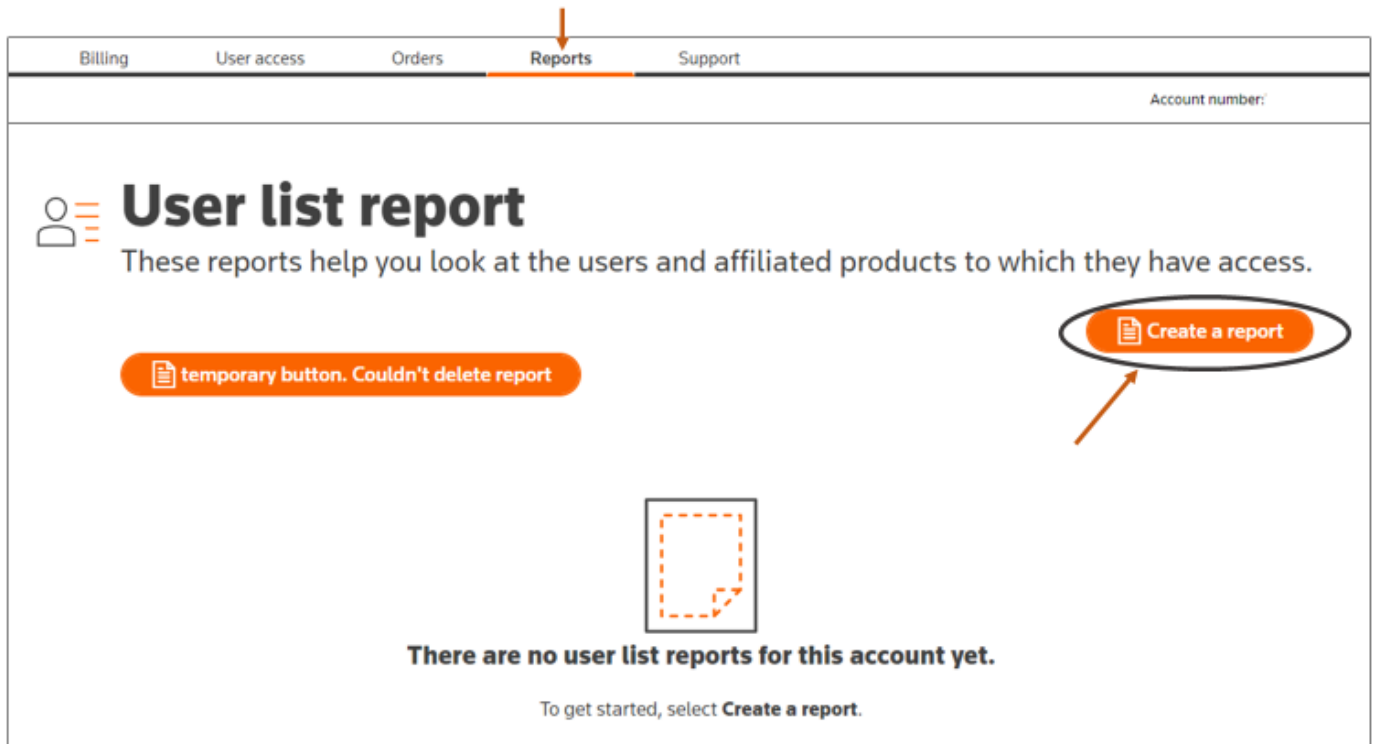 Billing User access Orders Reports Support
Account number:
User list report
These reports help you look at the users and affiliated products to which they have access.
Create a report
temporary button. Couldn't delete report
There are no user list reports for this account yet.
To get started, select Create a report.